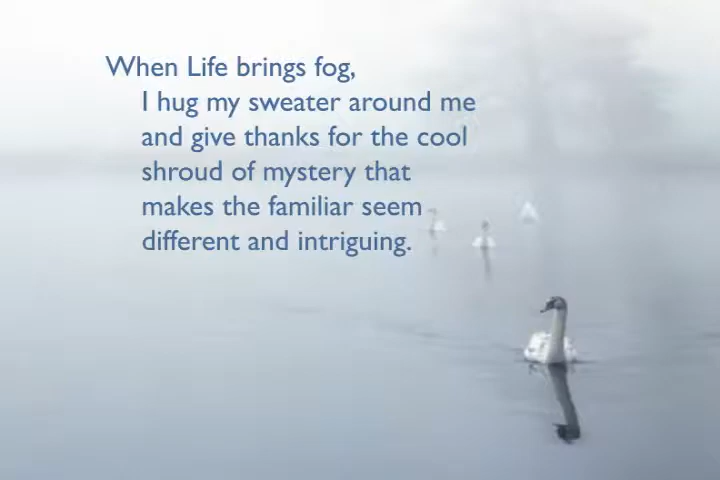 When Life brings fog,
I hug my sweater around me
and give thanks for the cool
shroud of mystery that
makes the familiar seem
different and intriguing.